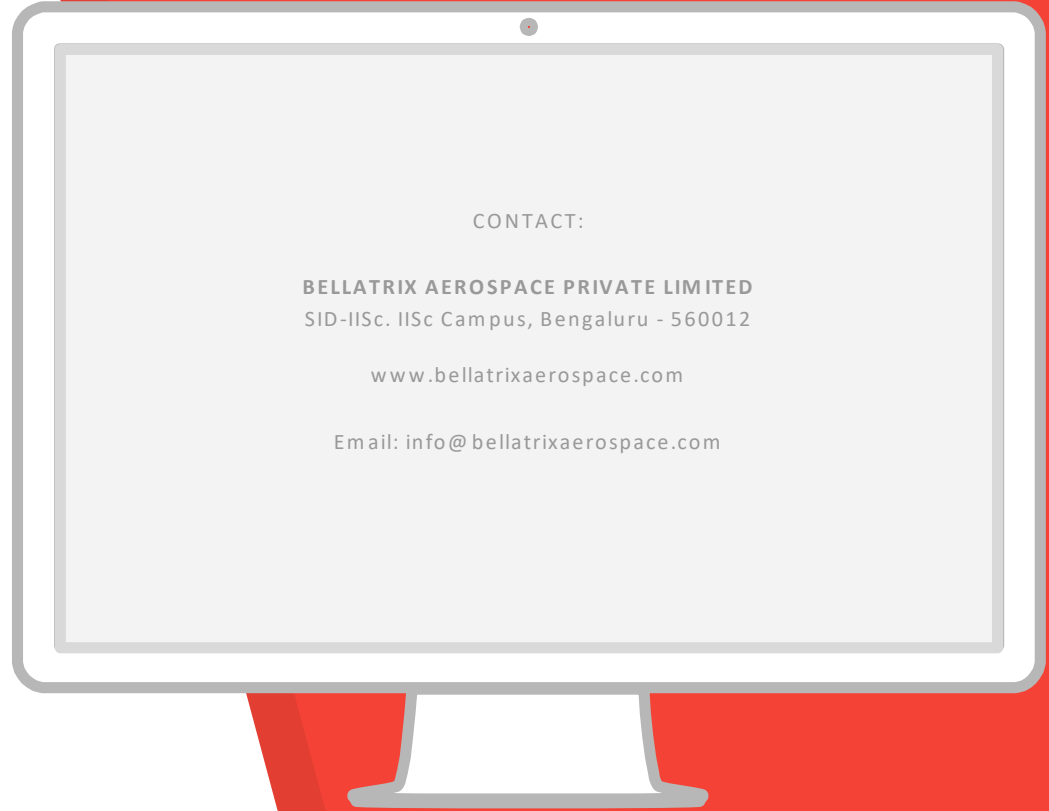 CONTACT:
BELLATRIX AEROSPACE PRIVATE LIMITED
SID-IISc. IISc Campus, Bengaluru - 560012
www.bellatrixaerospace.com
Email: info@bellatrixaerospace.com